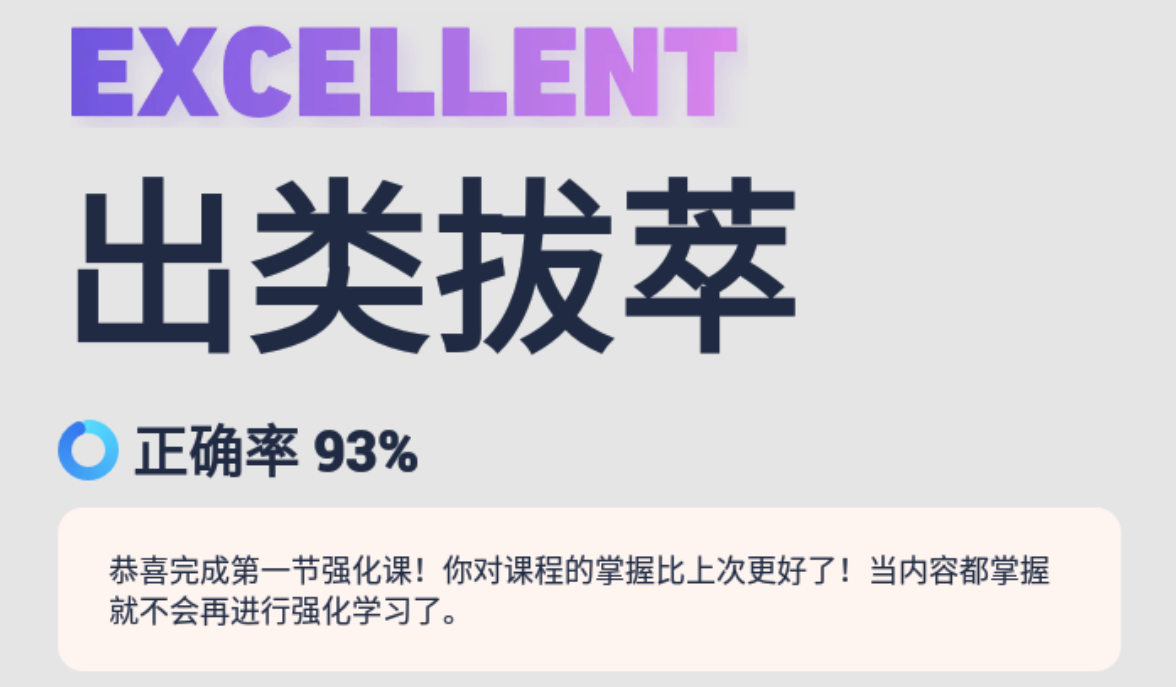 EXCELLENT
出类拔萃
正确率 93%
恭喜完成第一节强化课！你对课程的掌握比上次更好了！当内容都掌握
就不会再进行强化学习了。